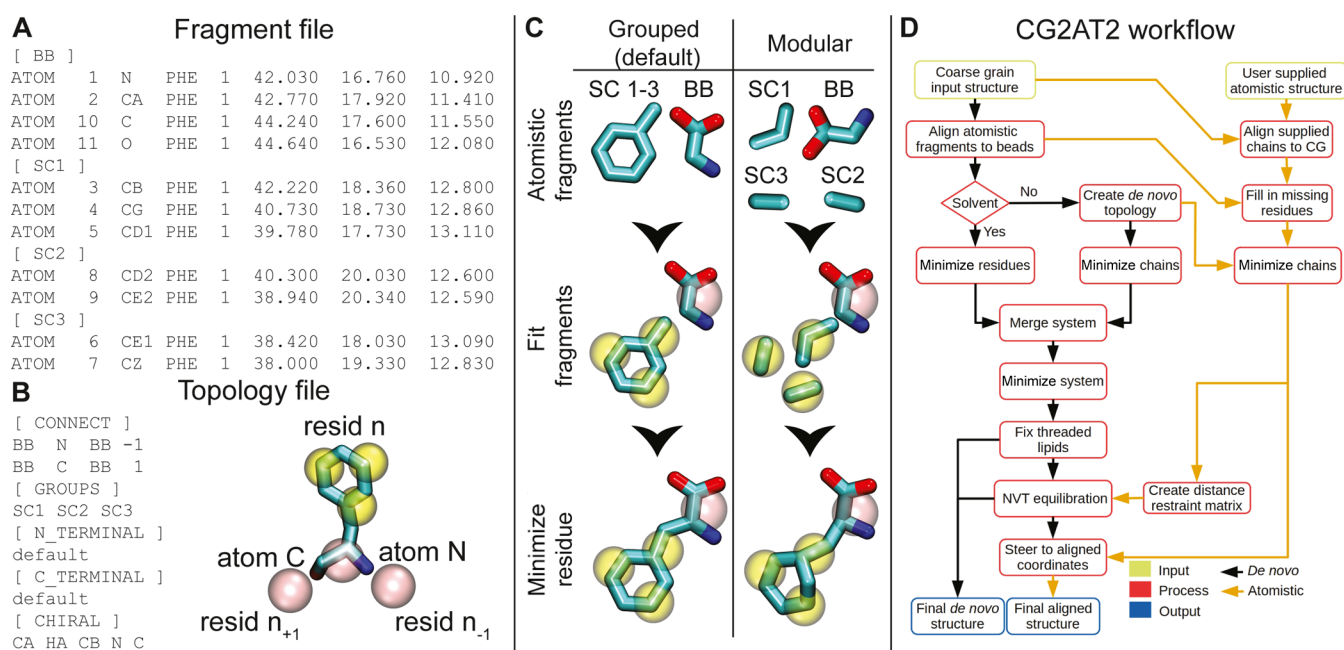 A Fragment file
[ BB ]
ATOM 1 N PHE 1 42.030 16.760 10.920
ATOM 2 CA PHE 1 42.770 17.920 11.410
ATOM 10 C PHE 1 44.240 17.600 11.550
ATOM 11 O PHE 1 44.640 16.530 12.080
[ SC1 ]
ATOM 3 CB PHE 1 42.220 18.360 12.800
ATOM 4 CG PHE 1 40.730 18.730 12.860
ATOM 5 CD1 PHE 1 39.780 17.730 13.110
[ SC2 ]
ATOM 8 CD2 PHE 1 40.300 20.030 12.600
ATOM 9 CE2 PHE 1 38.940 20.340 12.590
[ SC3 ]
ATOM 6 CE1 PHE 1 38.420 18.030 13.090
ATOM 7 CZ PHE 1 38.000 19.330 12.830
B Topology file
[ CONNECT ]
BB N BB -1
BB C BB 1
[ GROUPS ]
SC1 SC2 SC3
[ N_TERMINAL ]
default
[ C_TERMINAL ]
default
[ CHIRAL ]
CA HA CB N C
resid n
atom C
atom N
resid n+1
resid n-1
C
Grouped
(default)
Modular
SC 1-3 BB
SC1 BB
SC3 SC2
Atomistic
fragments
Fit
fragments
Minimize
residue
D CG2AT2 workflow
Coarse grain
input structure
User supplied
atomistic structure
Align atomistic
fragments to beads
Align supplied
chains to CG
Solvent
No
Yes
Create de novo
topology
Fill in missing
residues
Minimize residues
Minimize chains
Minimize chains
Merge system
Minimize system
Fix threaded
lipids
NVT equilibration
Create distance
restraint matrix
Steer to aligned
coordinates
Input
Process
Output
De novo
Atomistic
Final de novo
structure
Final aligned
structure